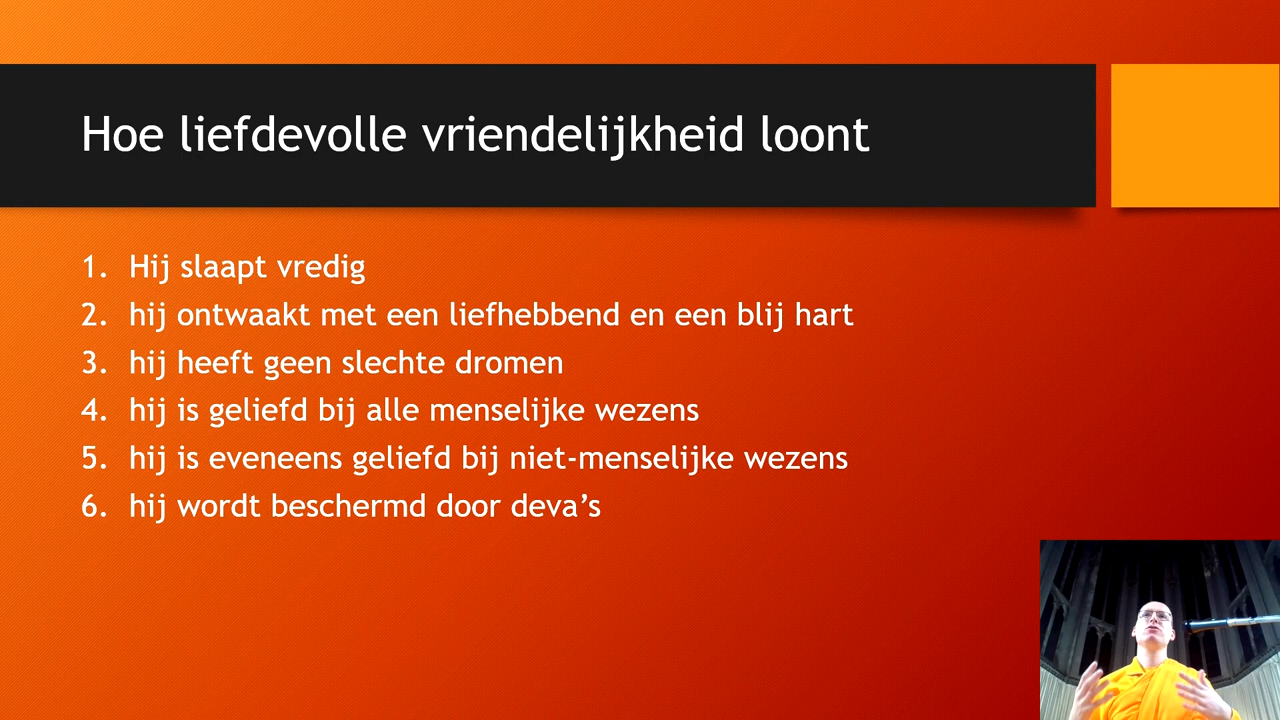 Hoe liefdevolle vriendelijkheid loont
1. Hij slaapt vredig
2. hij ontwaakt met een liefhebbend en een blij hart
3. hij heeft geen slechte dromen
4. hij is geliefd bij alle menselijke wezens
5. hij is eveneens geliefd bij niet-menselijke wezens
6. hij wordt beschermd door deva’s